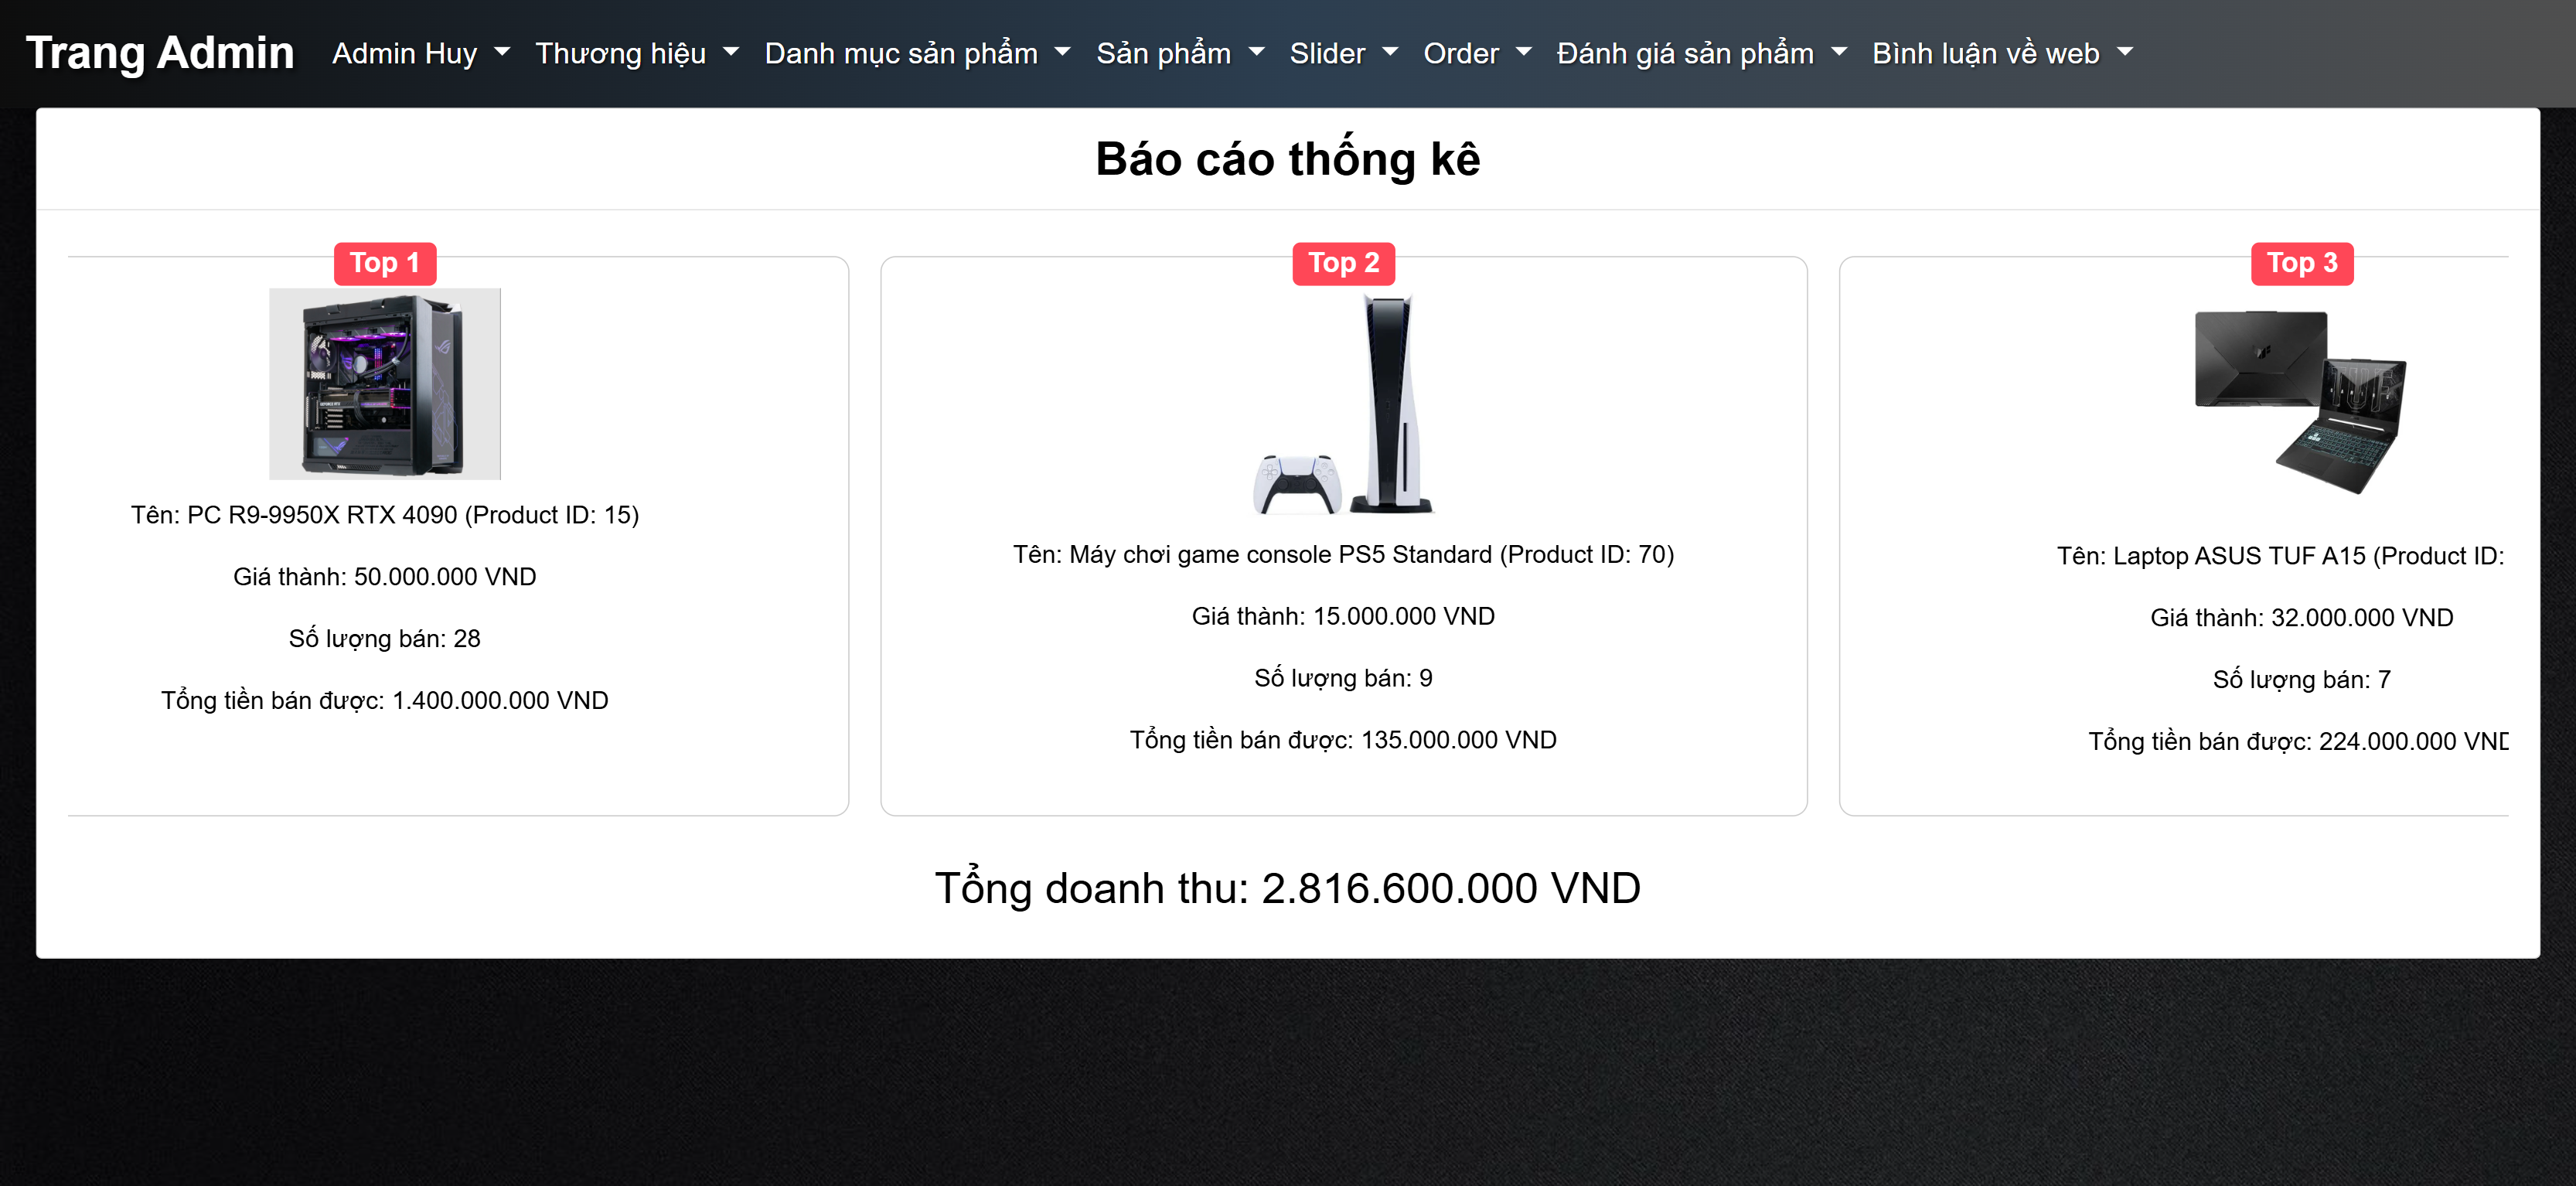 Trang Admin Admin Huy Thương hiệu Danh mục sản phẩm Sản phẩm Slider Order Đánh giá sản phẩm Bình luận về web
Báo cáo thống kê
Top 1
Tên: PC R9-9950X RTX 4090 (Product ID: 15)
Giá thành: 50.000.000 VND
Số lượng bán: 28
Tổng tiền bán được: 1.400.000.000 VND
Top 2
Tên: Máy chơi game console PS5 Standard (Product ID: 70)
Giá thành: 15.000.000 VND
Số lượng bán: 9
Tổng tiền bán được: 135.000.000 VND
Top 3
TUF
Tên: Laptop ASUS TUF A15 (Product ID:
Giá thành: 32.000.000 VND
Số lượng bán: 7
Tổng tiền bán được: 224.000.000 VND
Tổng doanh thu: 2.816.600.000 VND